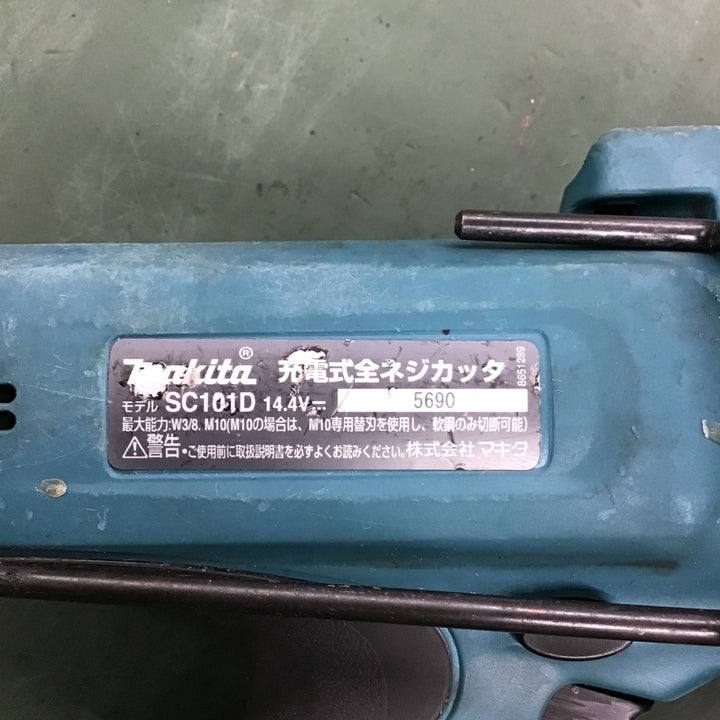 Makita® 充電式全ネジカッタ
モデル SC101D 14.4V⎓ 5690
最大能力:W3/8. M10(M10の場合は、M10専用替刃を使用し、軟鋼のみ切断可能)
⚠警告・ご使用前に取扱説明書を必ずよくお読みください。株式会社 マキタ
8651289